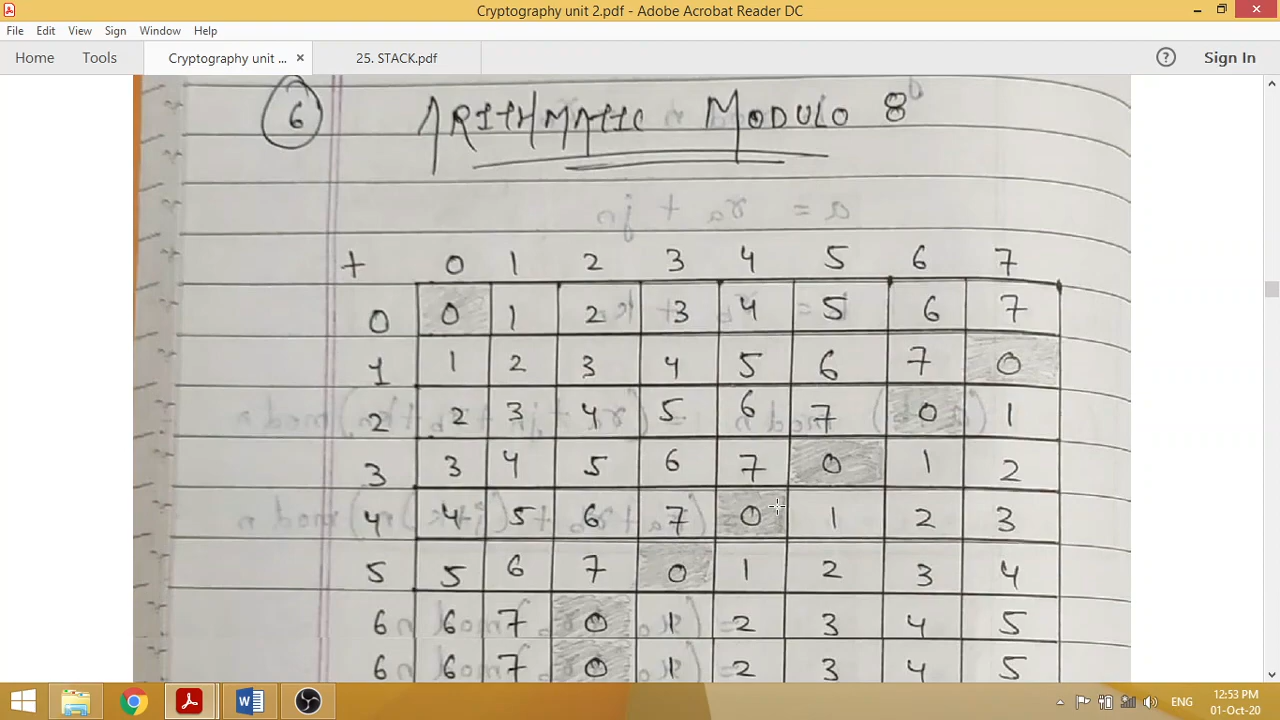 Cryptography unit 2.pdf - Adobe Acrobat Reader DC
File Edit View Sign Window Help
Home Tools Cryptography unit ... × 25. STACK.pdf ? Sign In
6 ARITHMATIC MODULO 8
+ 0 1 2 3 4 5 6 7
0 0 1 2 3 4 5 6 7
1 1 2 3 4 5 6 7 0
2 2 3 4 5 6 7 0 1
3 3 4 5 6 7 0 1 2
4 4 5 6 7 0 1 2 3
5 5 6 7 0 1 2 3 4
6 6 7 0 1 2 3 4 5
6 6 7 0 1 2 3 4 5
ENG 12:53 PM
01-Oct-20